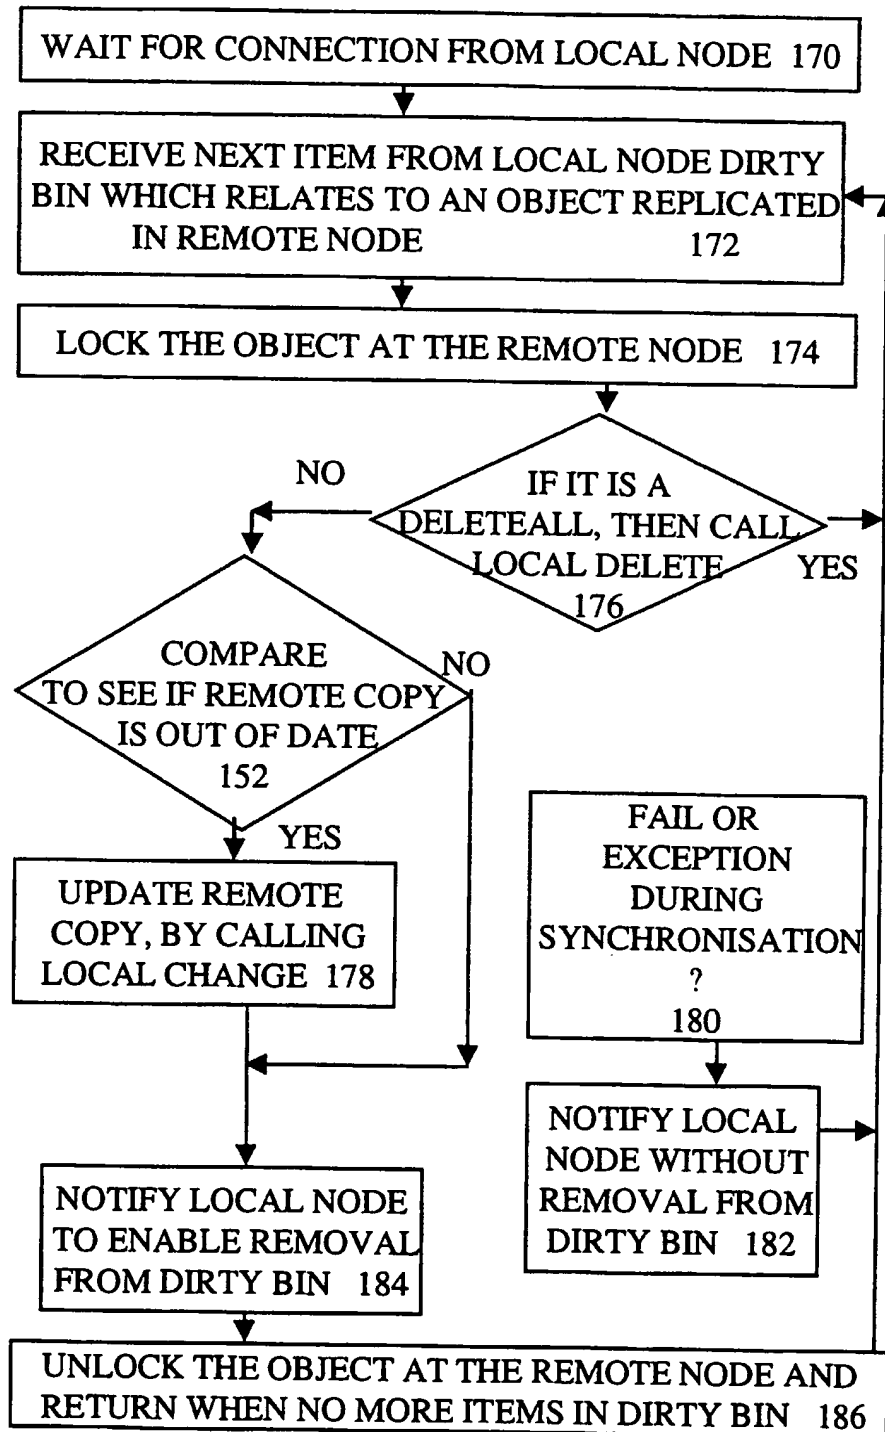 WAIT FOR CONNECTION FROM LOCAL NODE 170
RECEIVE NEXT ITEM FROM LOCAL NODE DIRTY
BIN WHICH RELATES TO AN OBJECT REPLICATED
IN REMOTE NODE 172
LOCK THE OBJECT AT THE REMOTE NODE 174
NO
IF IT IS A
DELETEALL, THEN CALL
LOCAL DELETE
176
YES
COMPARE
TO SEE IF REMOTE COPY
IS OUT OF DATE
152
NO
YES
UPDATE REMOTE
COPY, BY CALLING
LOCAL CHANGE 178
FAIL OR
EXCEPTION
DURING
SYNCHRONISATION
?
180
NOTIFY LOCAL
NODE WITHOUT
REMOVAL FROM
DIRTY BIN 182
NOTIFY LOCAL NODE
TO ENABLE REMOVAL
FROM DIRTY BIN 184
UNLOCK THE OBJECT AT THE REMOTE NODE AND
RETURN WHEN NO MORE ITEMS IN DIRTY BIN 186